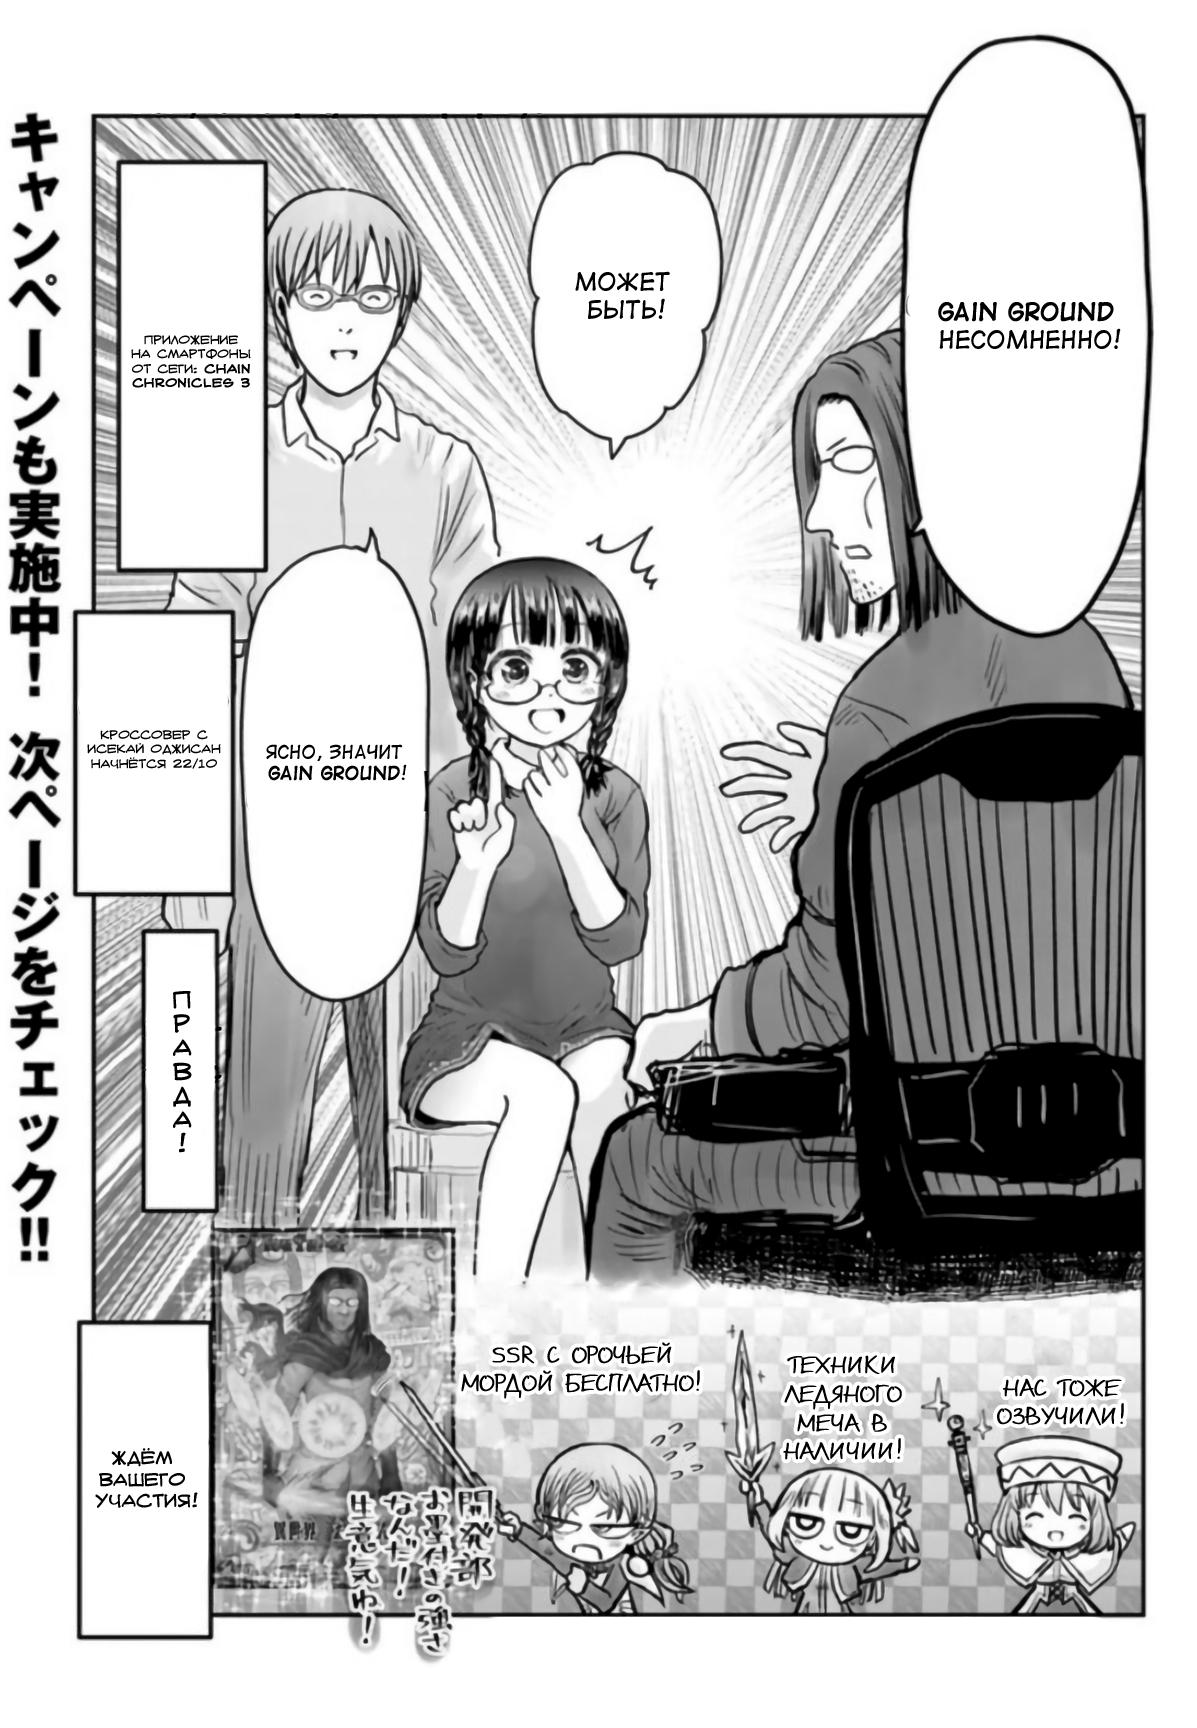 GAIN GROUND
НЕСОМНЕННО!
МОЖЕТ
БЫТЬ!
ПРИЛОЖЕНИЕ
НА СМАРТФОНЫ
ОТ СЕГИ: CHAIN
CHRONICLES 3
ЯСНО, ЗНАЧИТ
GAIN GROUND!
КРОССОВЕР С
ИСЕКАЙ ОДЖИСАН
НАЧНЁТСЯ 22/10
ПРАВДА!
ЖДЁМ
ВАШЕГО
УЧАСТИЯ!
НАС ТОЖЕ
ОЗВУЧИЛИ!
ТЕХНИКИ
ЛЕДЯНОГО
МЕЧА В
НАЛИЧИИ!
SSR С ОРОЧЬЕЙ
МОРДОЙ БЕСПЛАТНО!
開発部
お墨付きの強さ
なんだ!
生意気ね!
キャンペーンも実施中! 次ページをチェック!!